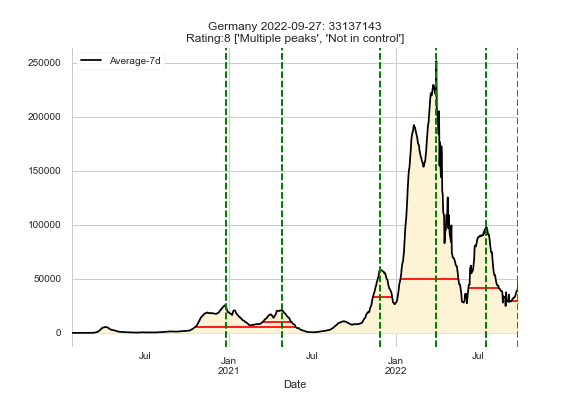 Germany 2022-09-27: 33137143
Rating:8 ['Multiple peaks', 'Not in control']
Average-7d
250000
200000
150000
100000
50000
0
Jul
Jan
2021
Jul
Jan
2022
Jul
Date